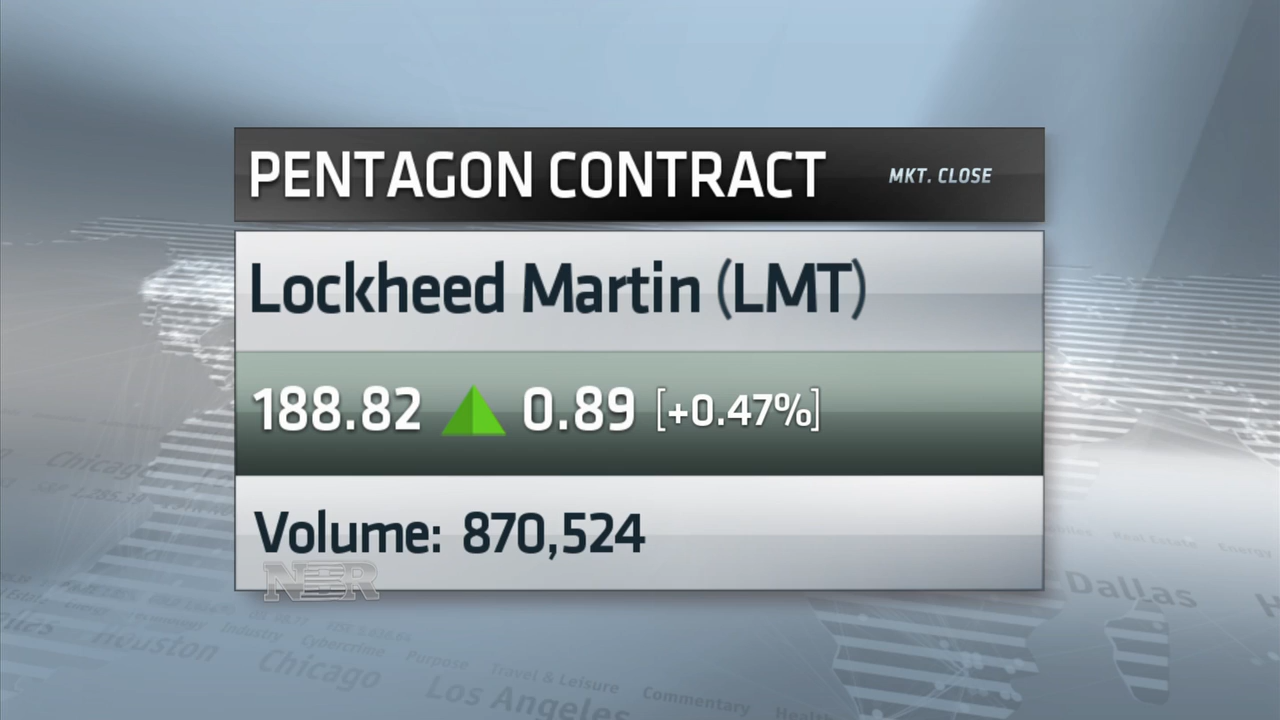 PENTAGON CONTRACT MKT. CLOSE
Lockheed Martin (LMT)
188.82 ▲ 0.89 [+0.47%]
Volume: 870,524
NBR
Chicago
Real Estate Energy
Dallas
Industry Cybercrime Purpose Travel & Leisure Commentary Health
Houston Chicago Los Angeles